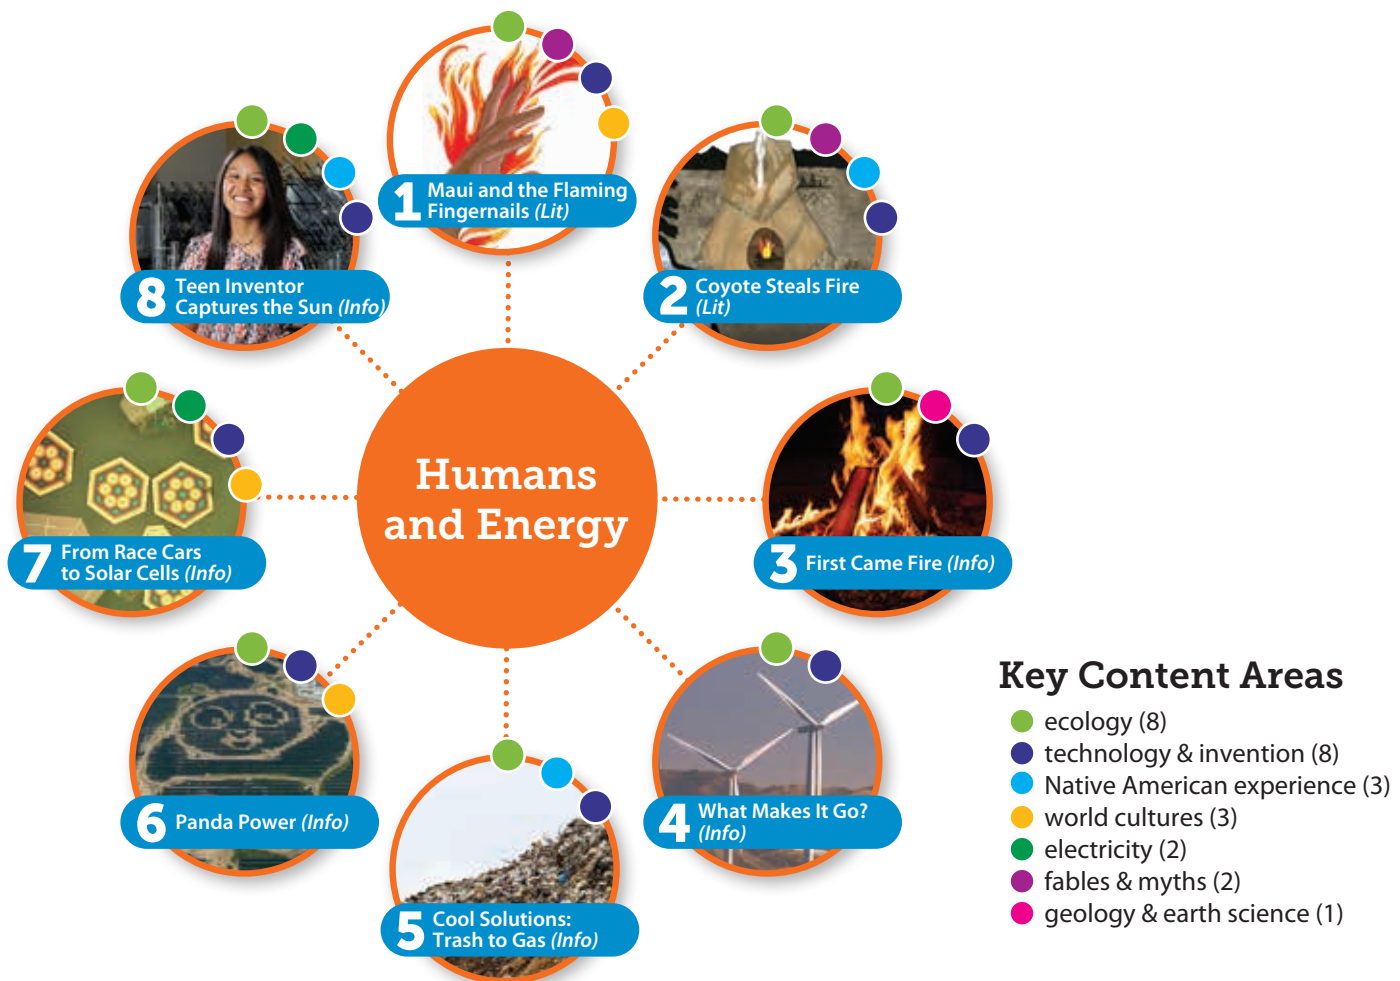 1 Maui and the Flaming
Fingernails (Lit)
2 Coyote Steals Fire
(Lit)
3 First Came Fire (Info)
4 What Makes It Go?
(Info)
5 Cool Solutions:
Trash to Gas (Info)
6 Panda Power (Info)
7 From Race Cars
to Solar Cells (Info)
8 Teen Inventor
Captures the Sun (Info)
Humans
and Energy
Key Content Areas
ecology (8)
technology & invention (8)
Native American experience (3)
world cultures (3)
electricity (2)
fables & myths (2)
geology & earth science (1)